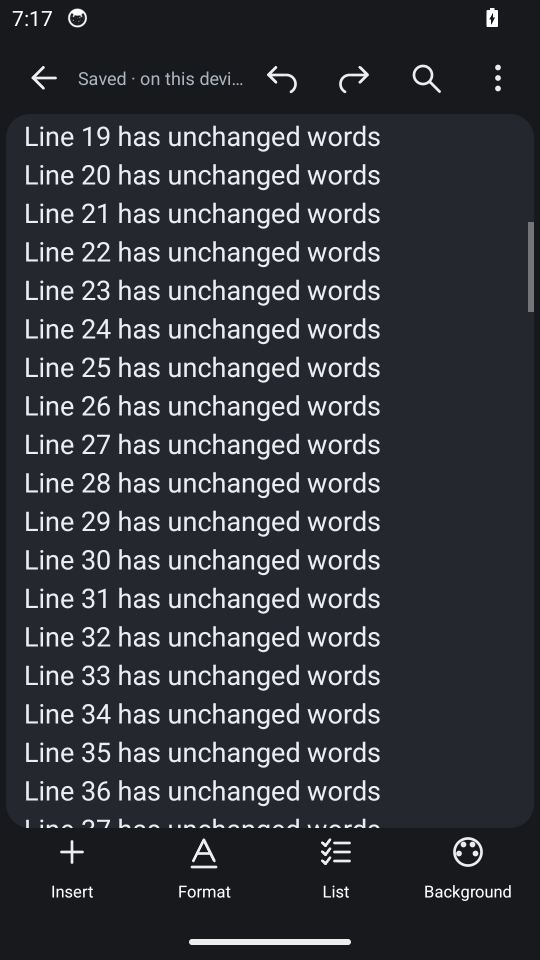 7:17
Saved · on this devi...
Line 19 has unchanged words
Line 20 has unchanged words
Line 21 has unchanged words
Line 22 has unchanged words
Line 23 has unchanged words
Line 24 has unchanged words
Line 25 has unchanged words
Line 26 has unchanged words
Line 27 has unchanged words
Line 28 has unchanged words
Line 29 has unchanged words
Line 30 has unchanged words
Line 31 has unchanged words
Line 32 has unchanged words
Line 33 has unchanged words
Line 34 has unchanged words
Line 35 has unchanged words
Line 36 has unchanged words
Line 37 has unchanged words
Insert Format List Background